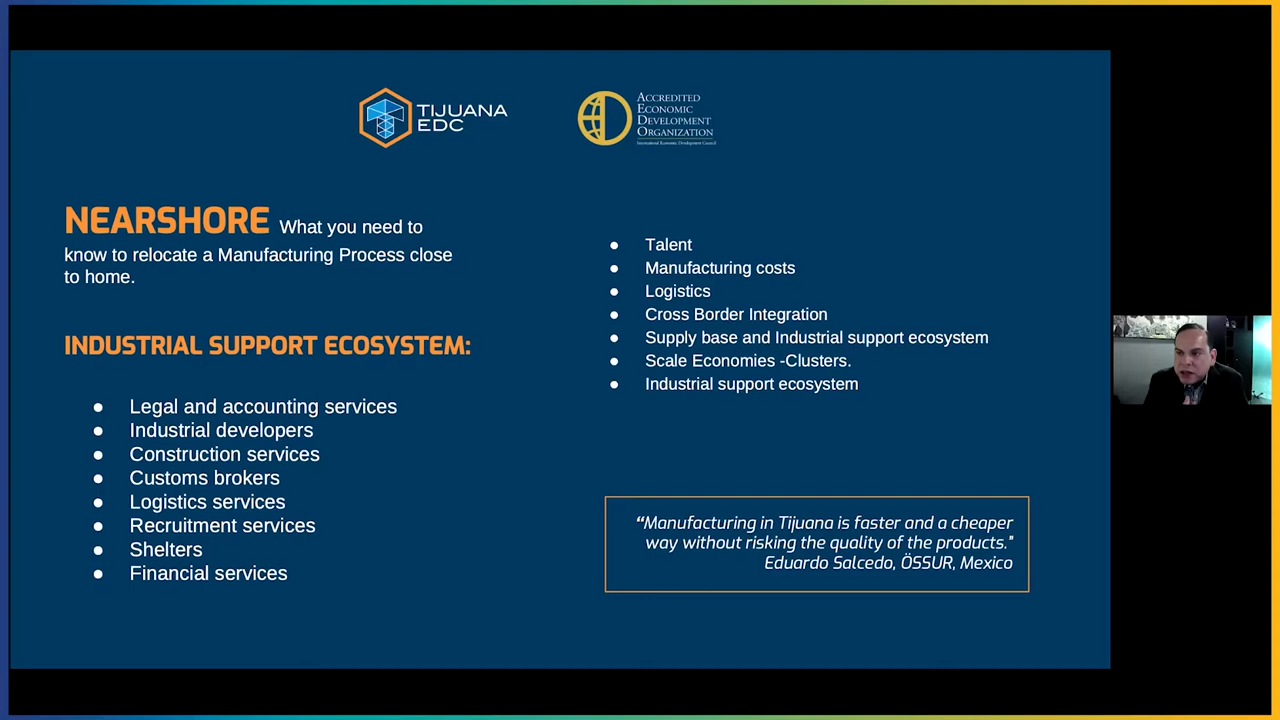 TIJUANA
EDC
ACCREDITED
ECONOMIC
DEVELOPMENT
ORGANIZATION
International Economic Development Council
NEARSHORE What you need to
know to relocate a Manufacturing Process close
to home.
INDUSTRIAL SUPPORT ECOSYSTEM:
● Legal and accounting services
● Industrial developers
● Construction services
● Customs brokers
● Logistics services
● Recruitment services
● Shelters
● Financial services
● Talent
● Manufacturing costs
● Logistics
● Cross Border Integration
● Supply base and Industrial support ecosystem
● Scale Economies -Clusters.
● Industrial support ecosystem
“Manufacturing in Tijuana is faster and a cheaper
way without risking the quality of the products.”
Eduardo Salcedo, ÖSSUR, Mexico